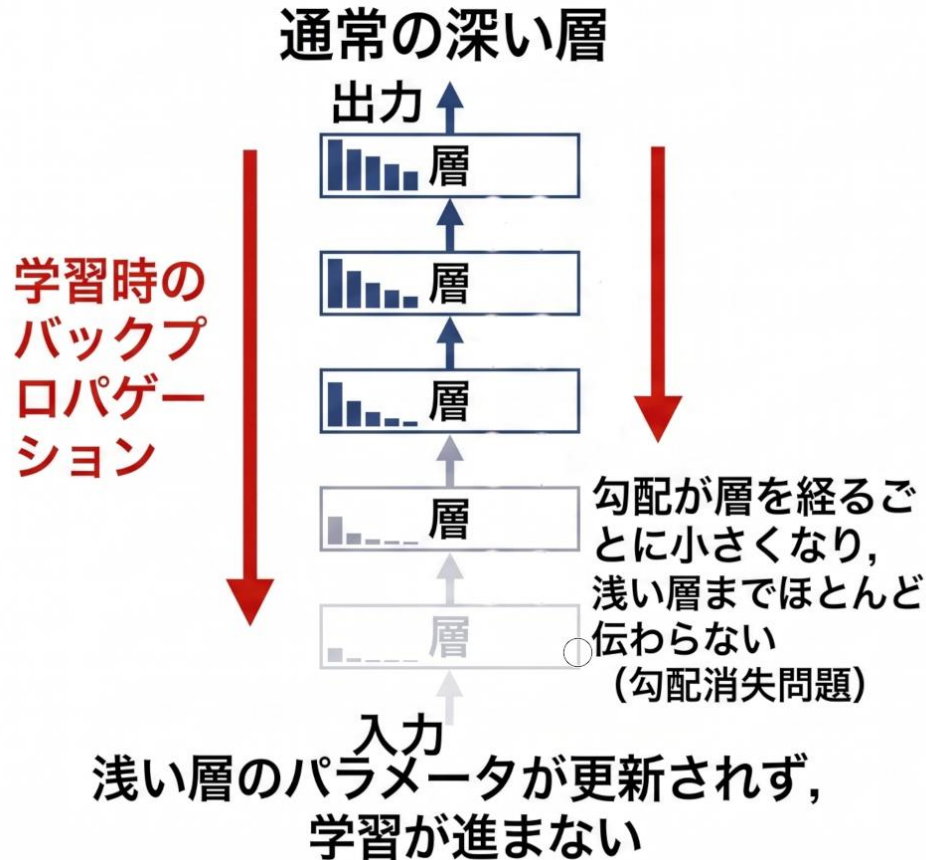 通常の深い層
出力
層
層
層
層
層
学習時の
バックプ
ロパゲー
ション
勾配が層を経るご
とに小さくなり，
浅い層までほとんど
伝わらない
（勾配消失問題）
入力
浅い層のパラメータが更新されず，
学習が進まない